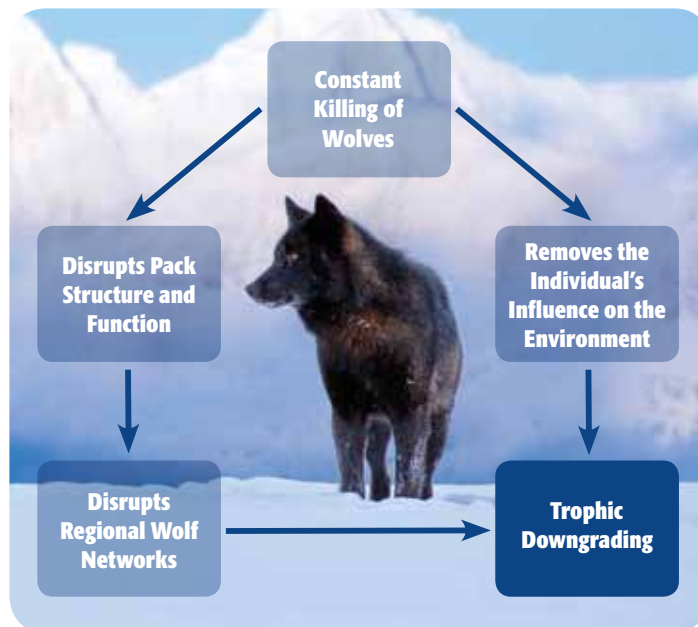 Constant
Killing of
Wolves
Disrupts Pack
Structure and
Function
Removes the
Individual's
Influence on the
Environment
Disrupts
Regional Wolf
Networks
Trophic
Downgrading